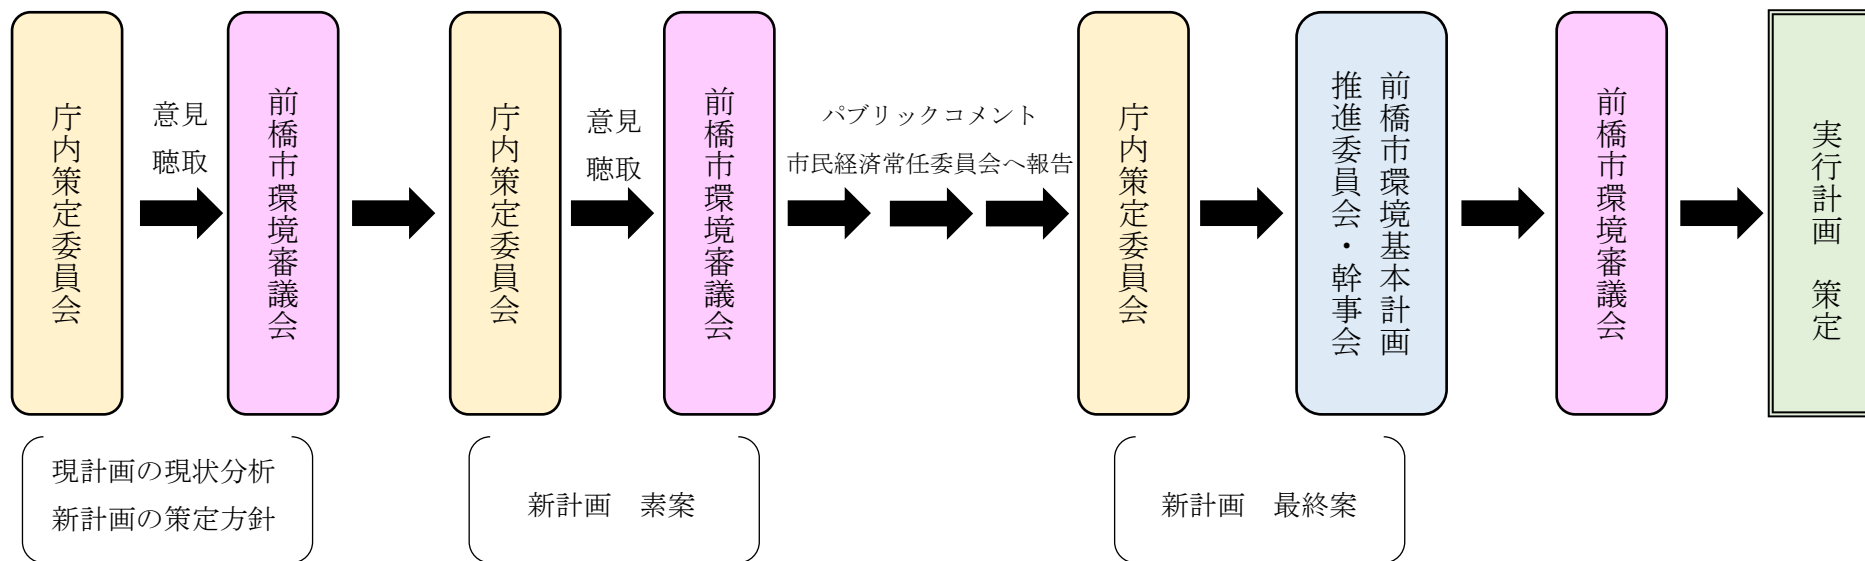 庁内策定委員会
意見
聴取
前橋市環境審議会
庁内策定委員会
意見
聴取
前橋市環境審議会
パブリックコメント
市民経済常任委員会へ報告
庁内策定委員会
前橋市環境基本計画
推進委員会・幹事会
前橋市環境審議会
実行計画　策定
現計画の現状分析
新計画の策定方針
新計画　素案
新計画　最終案